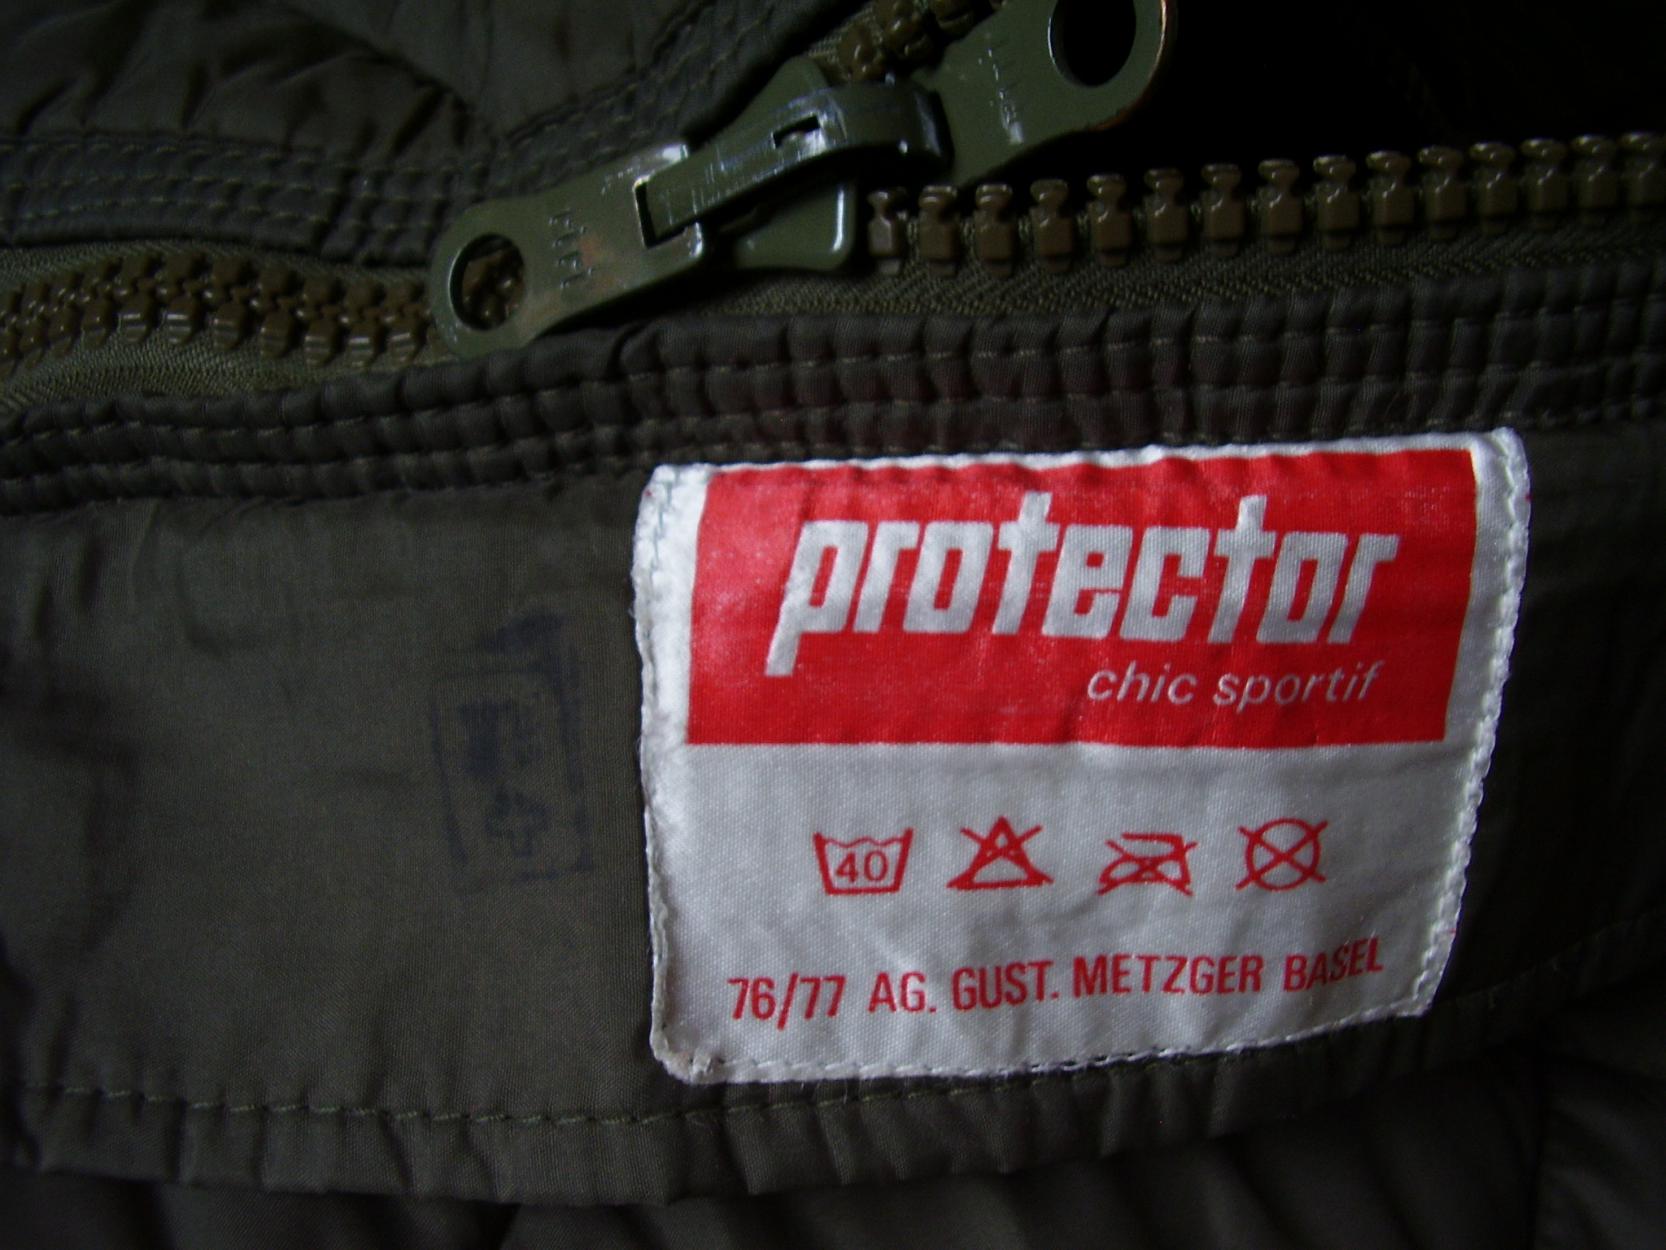 protector
chic sportif
40
76/77 AG. GUST. METZGER BASEL